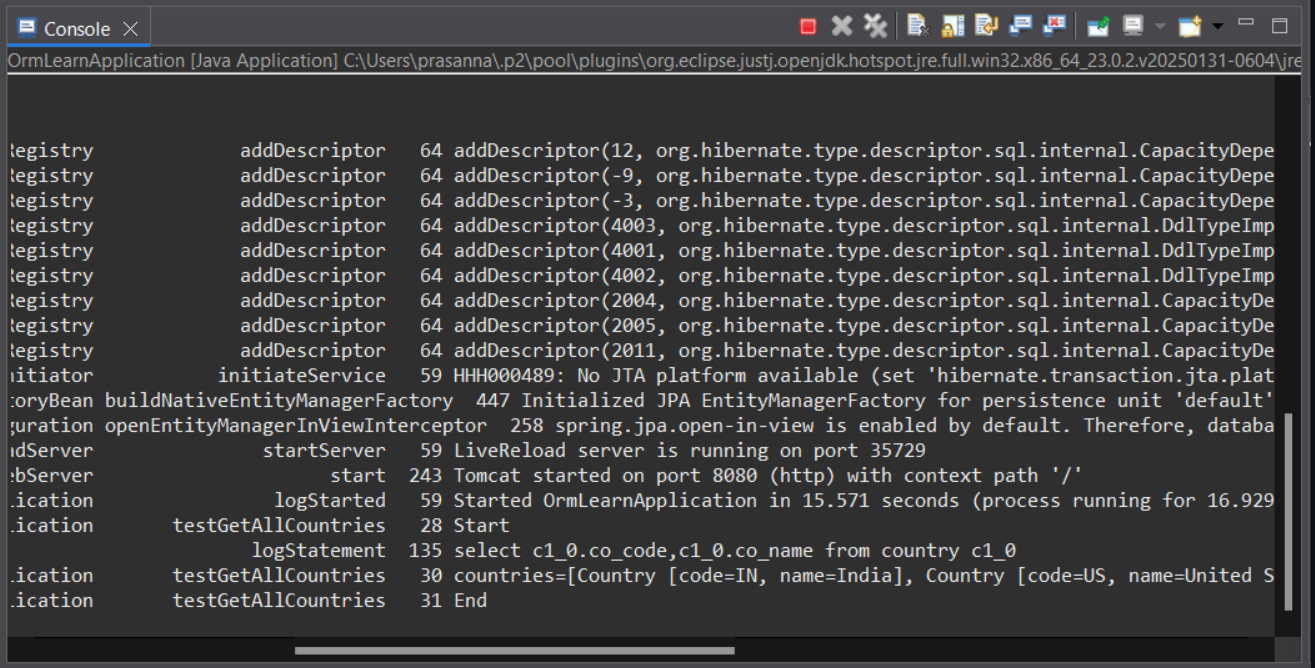 Console
OrmLearnApplication [Java Application] C:\Users\prasanna\.p2\pool\plugins\org.eclipse.justj.openjdk.hotspot.jre.full.win32.x86_64_23.0.2.v20250131-0604\jre
Registry addDescriptor 64 addDescriptor(12, org.hibernate.type.descriptor.sql.internal.CapacityDepe
Registry addDescriptor 64 addDescriptor(-9, org.hibernate.type.descriptor.sql.internal.CapacityDepe
Registry addDescriptor 64 addDescriptor(-3, org.hibernate.type.descriptor.sql.internal.CapacityDepe
Registry addDescriptor 64 addDescriptor(4003, org.hibernate.type.descriptor.sql.internal.DdlTypeImp
Registry addDescriptor 64 addDescriptor(4001, org.hibernate.type.descriptor.sql.internal.DdlTypeImp
Registry addDescriptor 64 addDescriptor(4002, org.hibernate.type.descriptor.sql.internal.DdlTypeImp
Registry addDescriptor 64 addDescriptor(2004, org.hibernate.type.descriptor.sql.internal.CapacityDe
Registry addDescriptor 64 addDescriptor(2005, org.hibernate.type.descriptor.sql.internal.CapacityDe
Registry addDescriptor 64 addDescriptor(2011, org.hibernate.type.descriptor.sql.internal.CapacityDe
nitiator initiateService 59 HHH000489: No JTA platform available (set 'hibernate.transaction.jta.plat
toryBean buildNativeEntityManagerFactory 447 Initialized JPA EntityManagerFactory for persistence unit 'default'
guration openEntityManagerInViewInterceptor 258 spring.jpa.open-in-view is enabled by default. Therefore, databa
adServer startServer 59 LiveReload server is running on port 35729
ebServer start 243 Tomcat started on port 8080 (http) with context path '/'
lication logStarted 59 Started OrmLearnApplication in 15.571 seconds (process running for 16.929
lication testGetAllCountries 28 Start
logStatement 135 select c1_0.co_code,c1_0.co_name from country c1_0
lication testGetAllCountries 30 countries=[Country [code=IN, name=India], Country [code=US, name=United S
lication testGetAllCountries 31 End